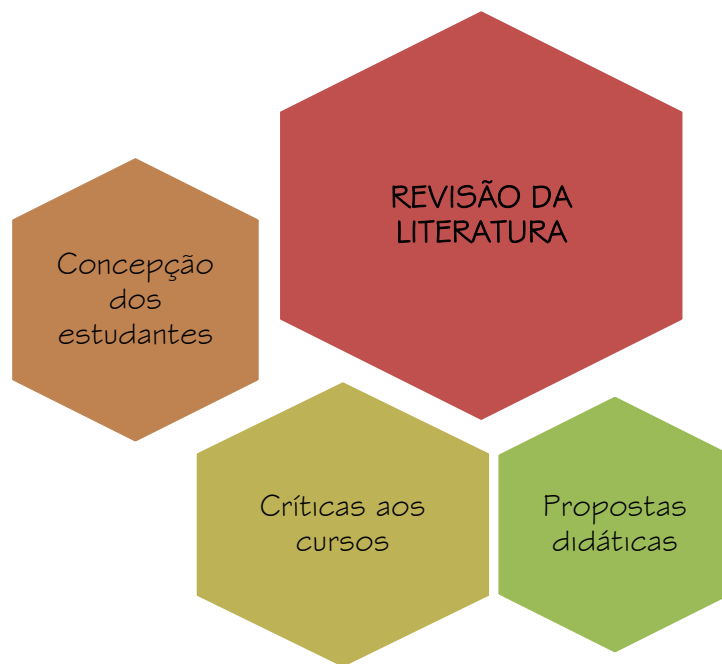 REVISÃO DA
LITERATURA
Concepção
dos
estudantes
Críticas aos
cursos
Propostas
didáticas